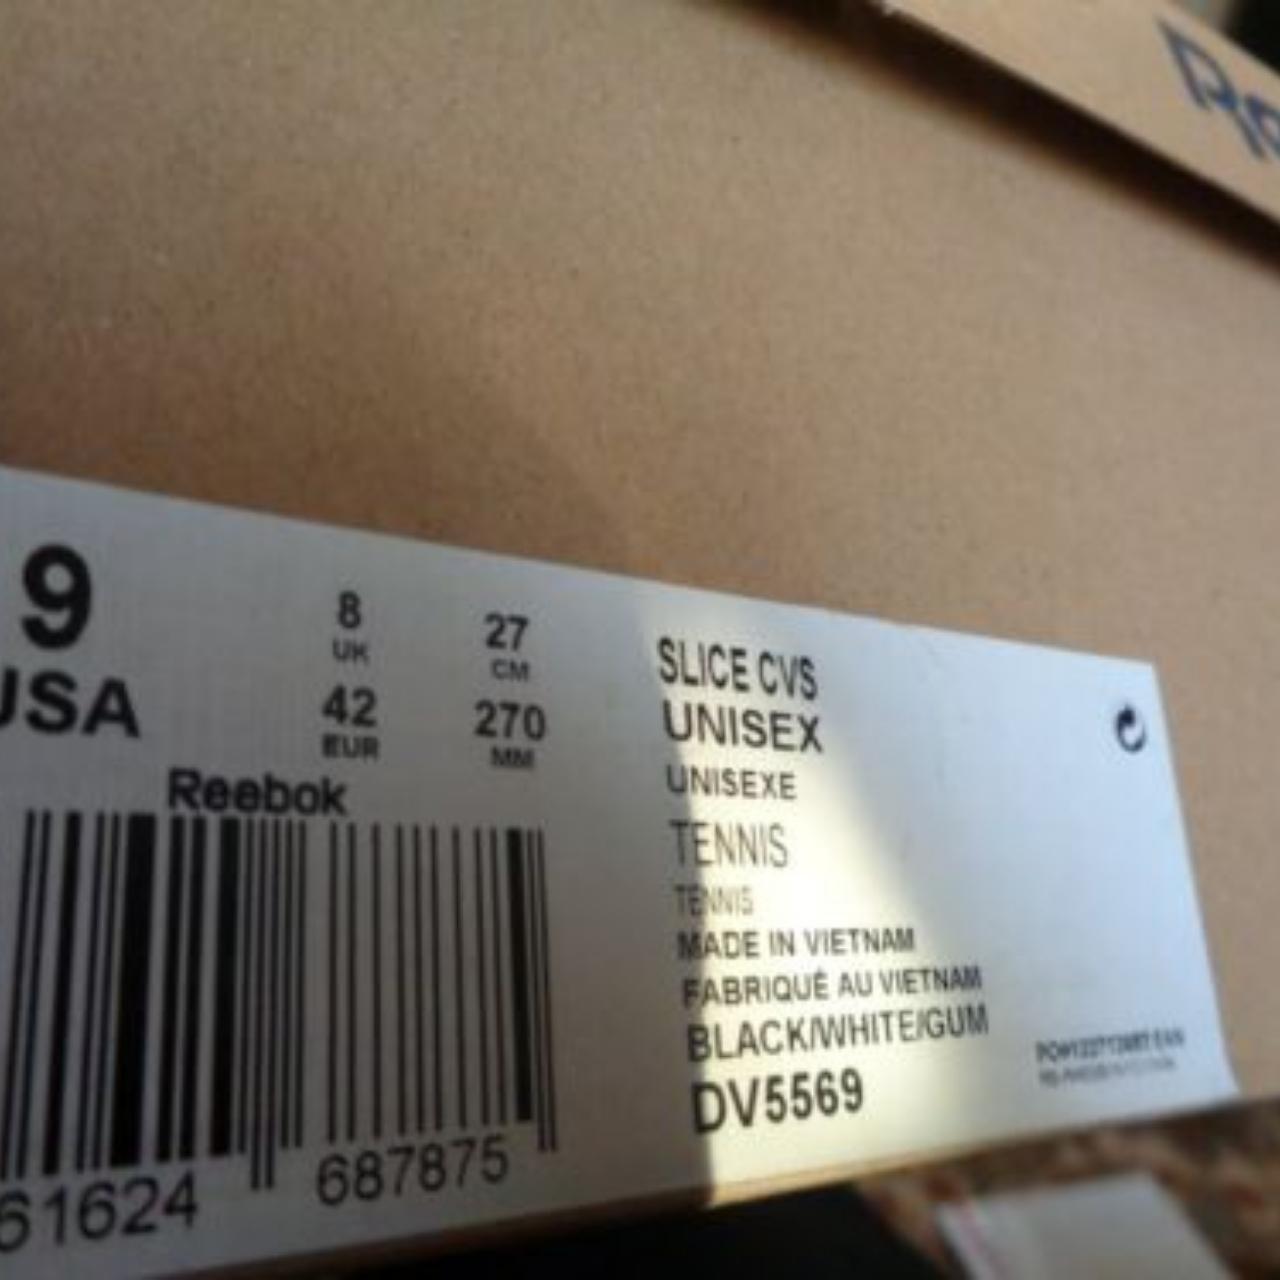 9
USA
8
UK
27
CM
42
EUR
270
MM
Reebok
61624 687875
SLICE CVS
UNISEX
UNISEXE
TENNIS
TENNIS
MADE IN VIETNAM
FABRIQUÉ AU VIETNAM
BLACK/WHITE/GUM
DV5569